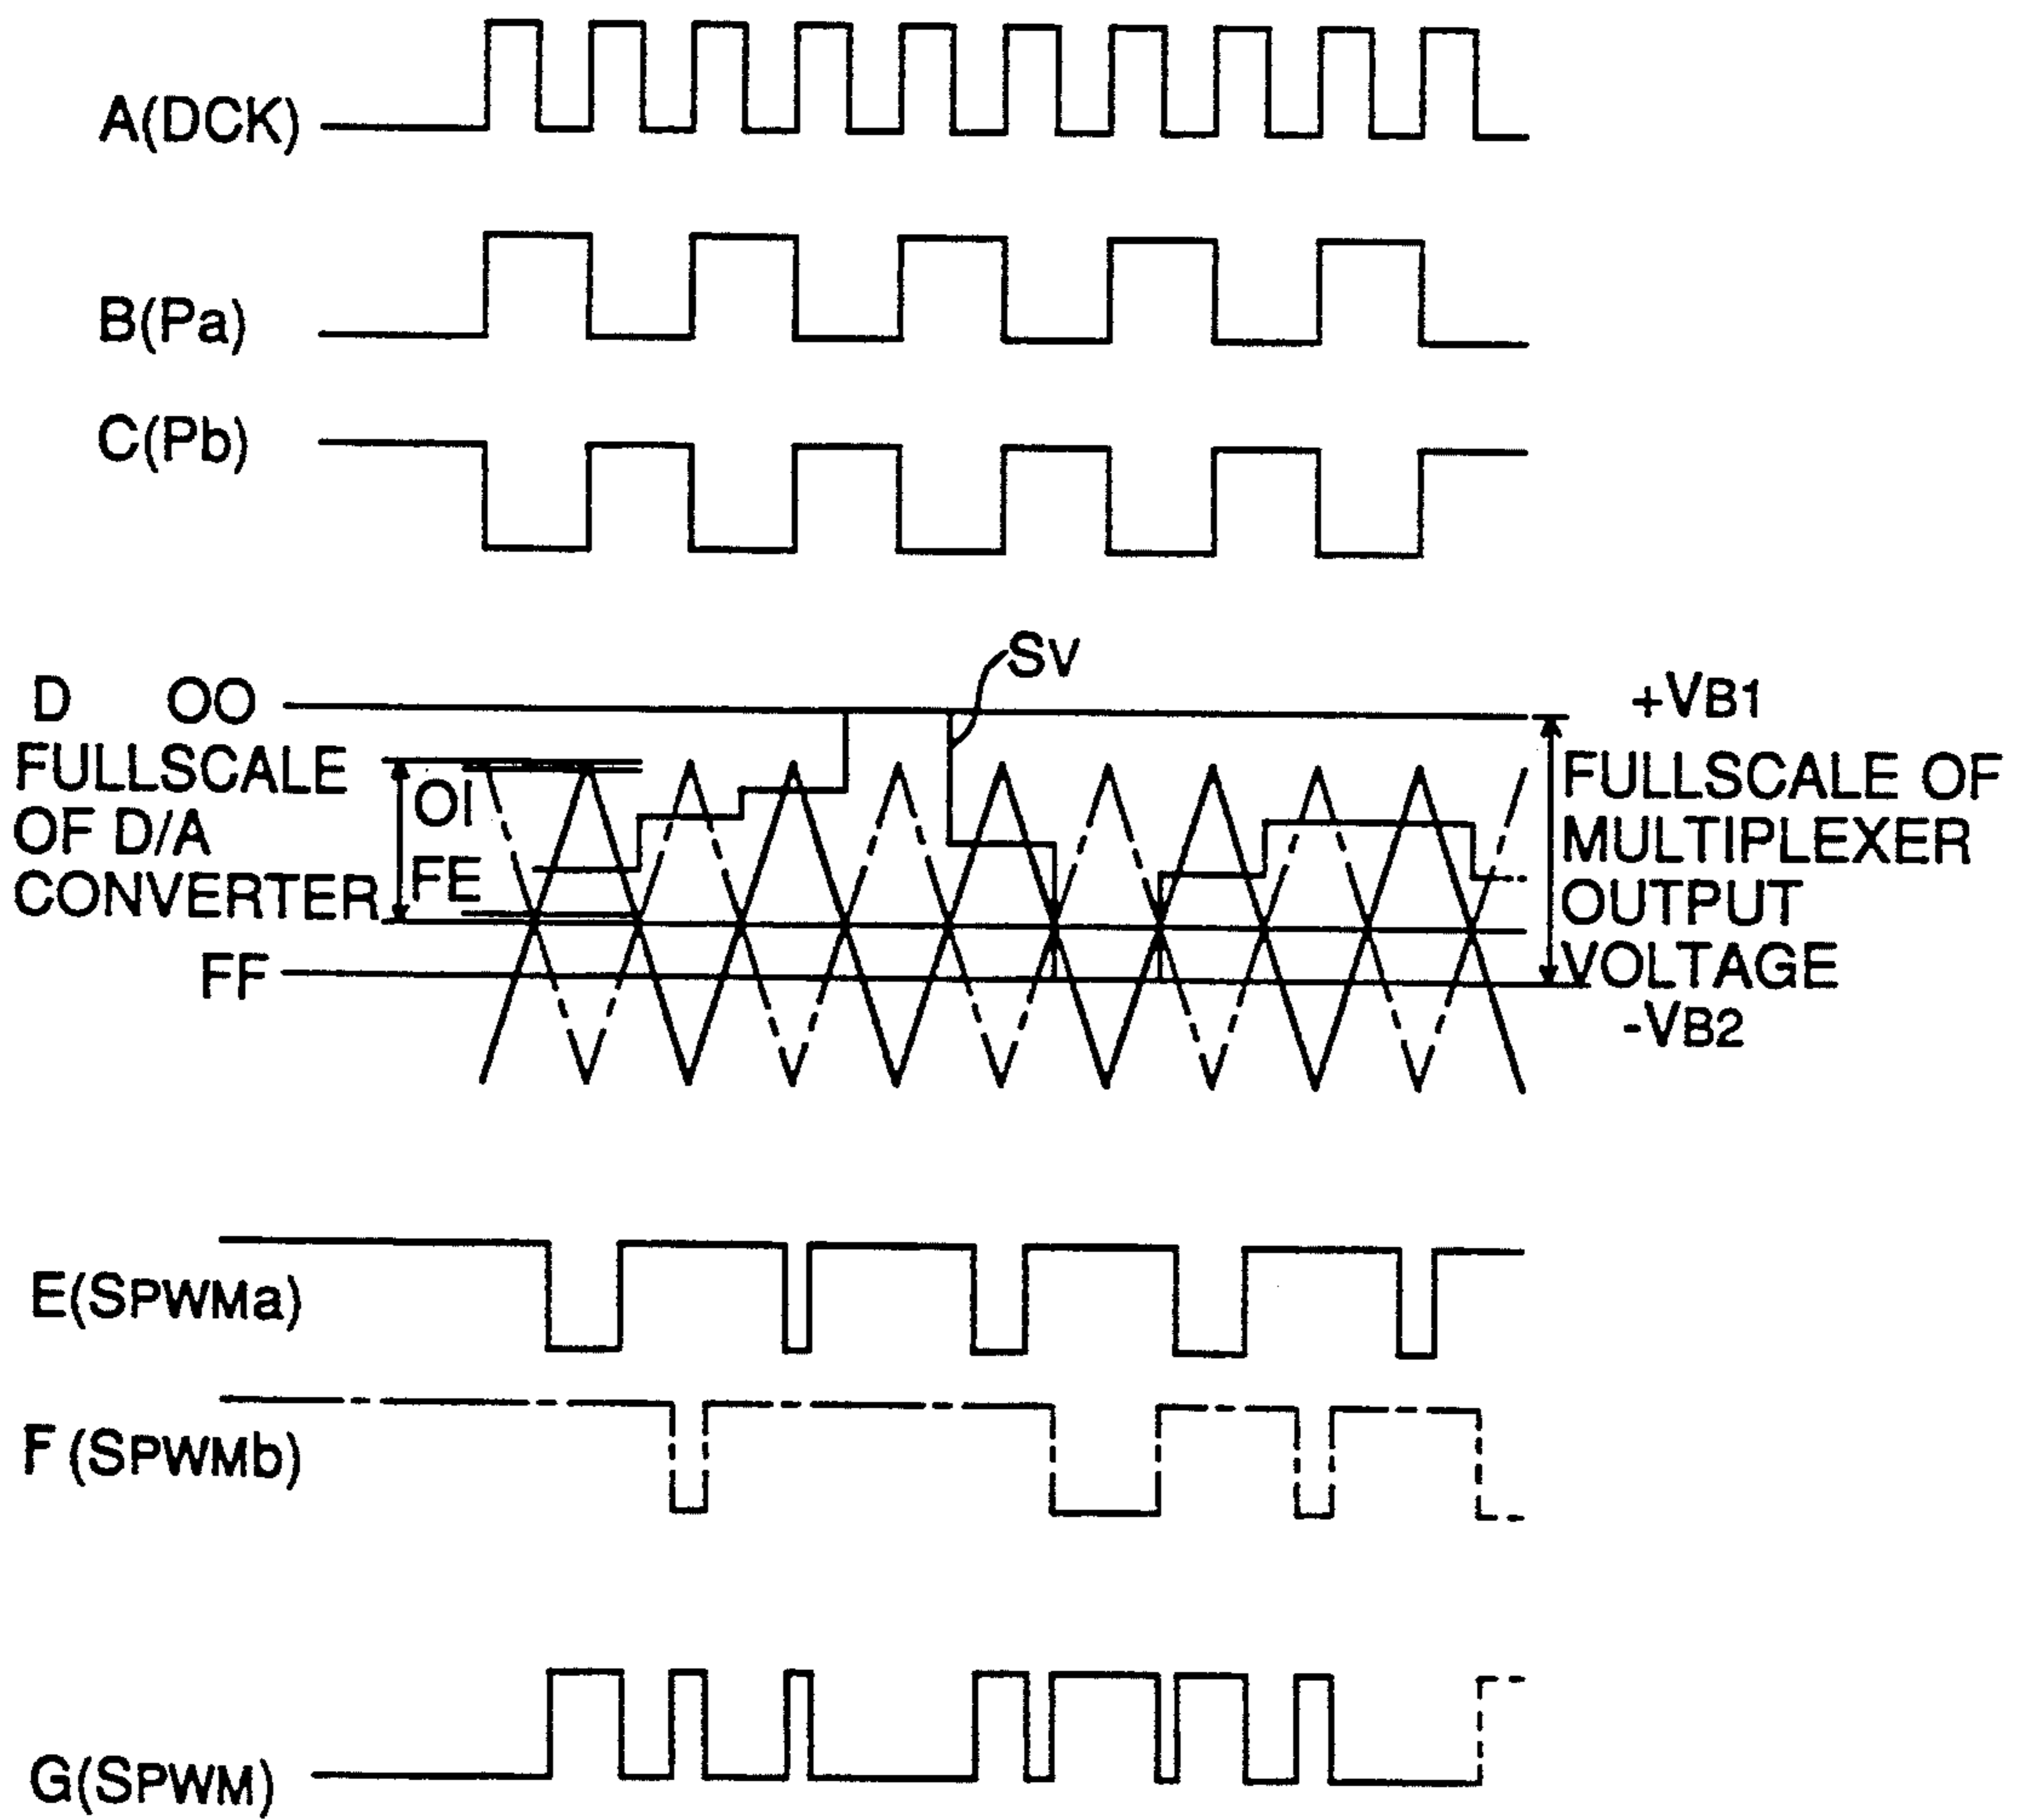 A(DCK)
B(Pa)
C(Pb)
SV
D OO
+VB1
FULLSCALE
OF D/A
CONVERTER
OI
FE
FULLSCALE OF
MULTIPLEXER
OUTPUT
VOLTAGE
FF
-VB2
E(SPWMa)
F(SPWMb)
G(SPWM)